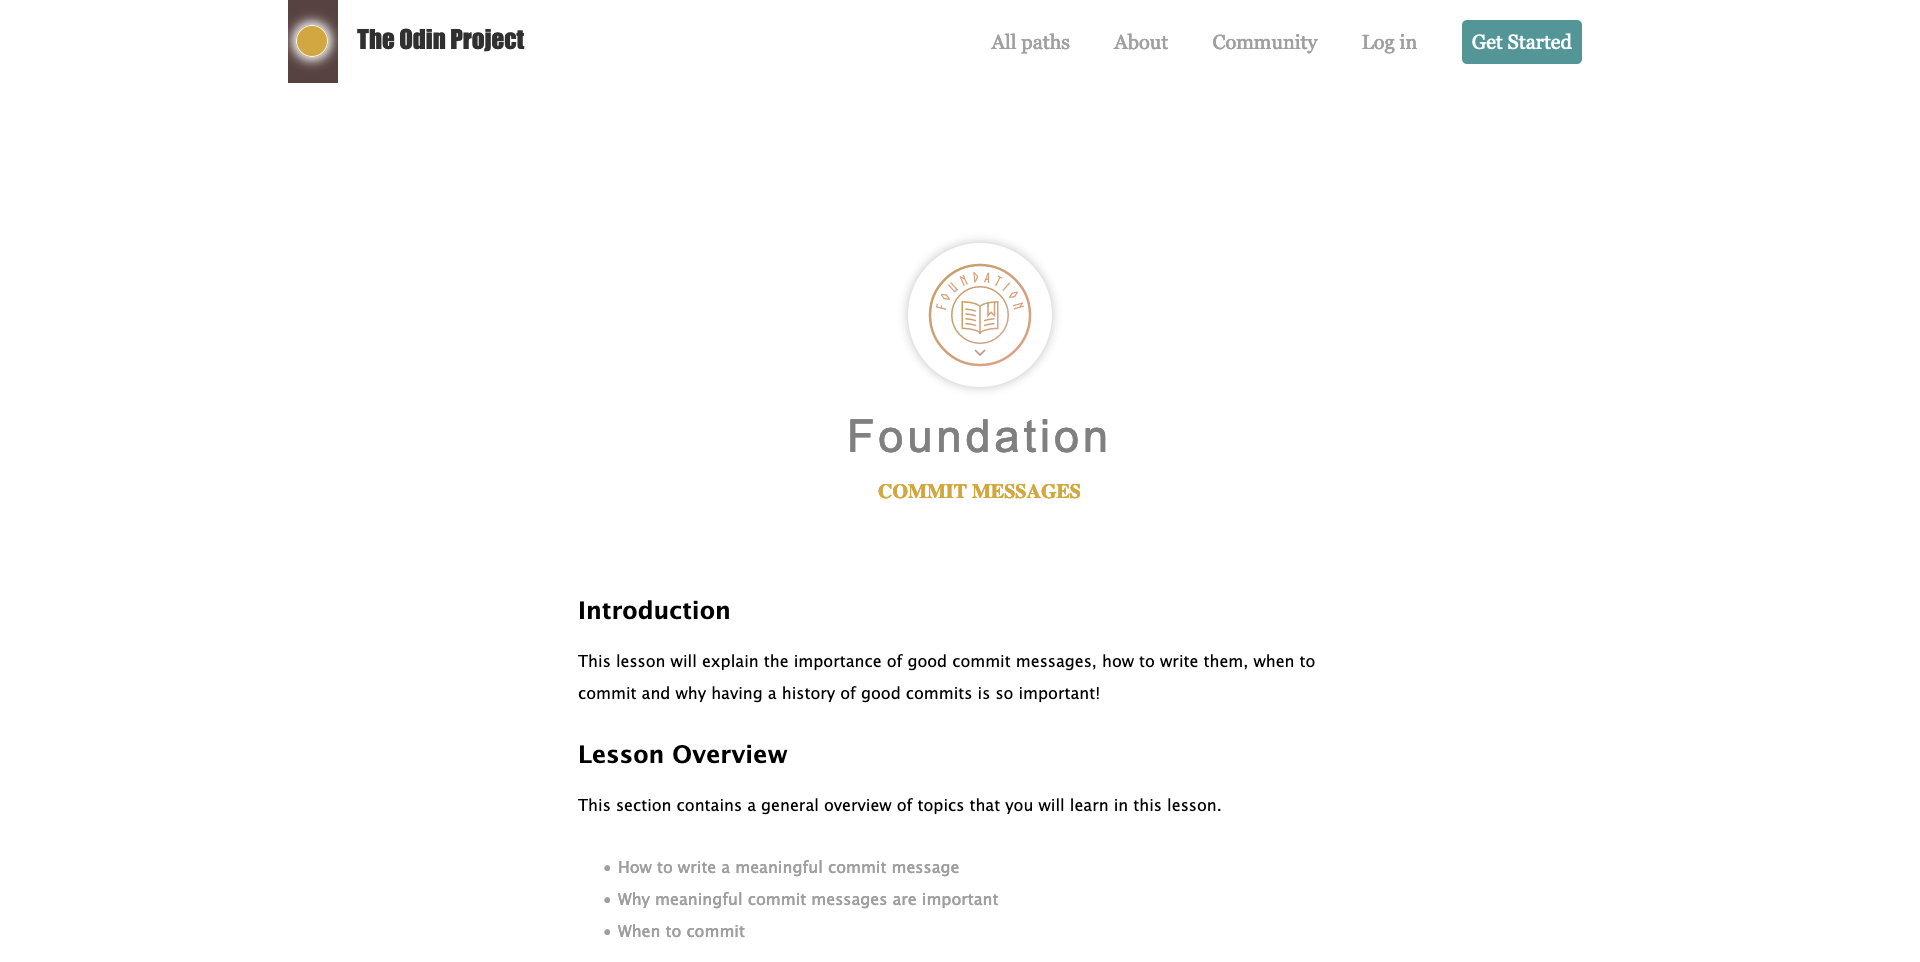 The Odin Project
All paths About Community Log in Get Started
FOUNDATION
Foundation
COMMIT MESSAGES
Introduction
This lesson will explain the importance of good commit messages, how to write them, when to
commit and why having a history of good commits is so important!
Lesson Overview
This section contains a general overview of topics that you will learn in this lesson.
• How to write a meaningful commit message
• Why meaningful commit messages are important
• When to commit